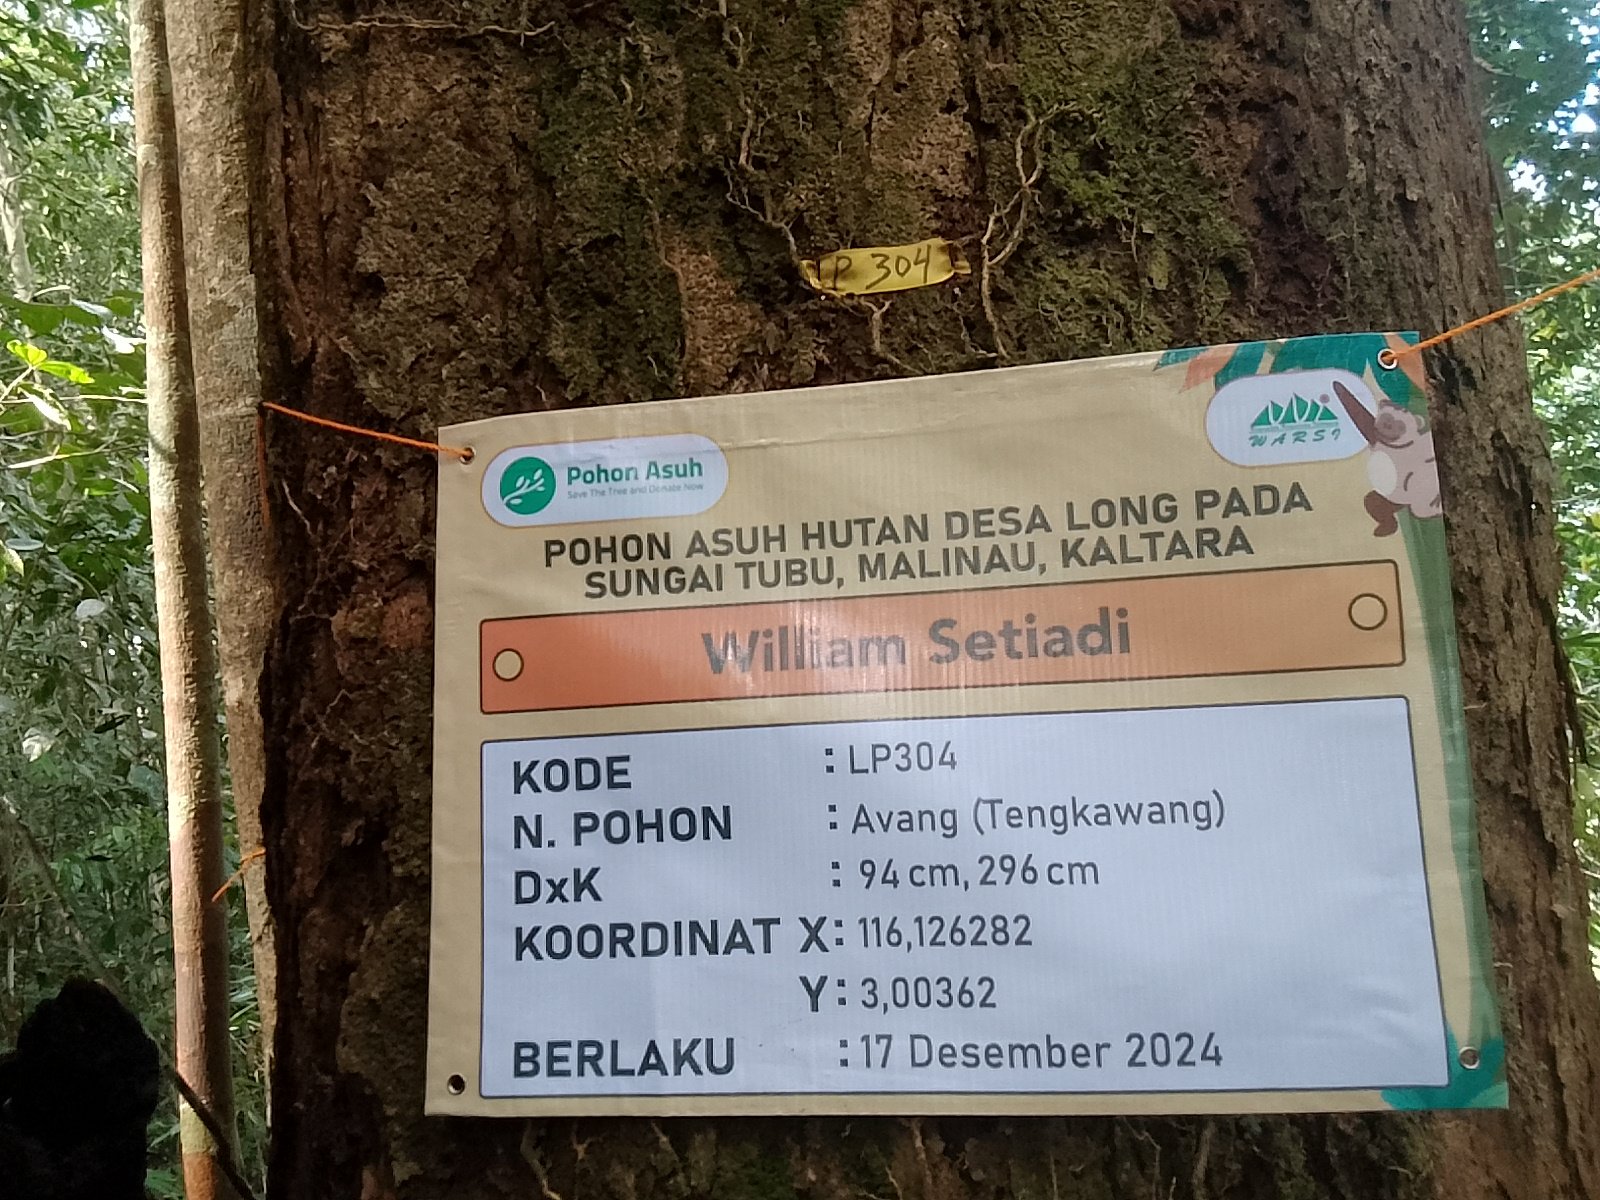 LP 304
Pohon Asuh
Save The Tree and Donate Now
WARSI
POHON ASUH HUTAN DESA LONG PADA
SUNGAI TUBU, MALINAU, KALTARA
William Setiadi
KODE : LP304
N. POHON : Avang (Tengkawang)
DxK : 94 cm, 296 cm
KOORDINAT X: 116,126282
Y: 3,00362
BERLAKU : 17 Desember 2024